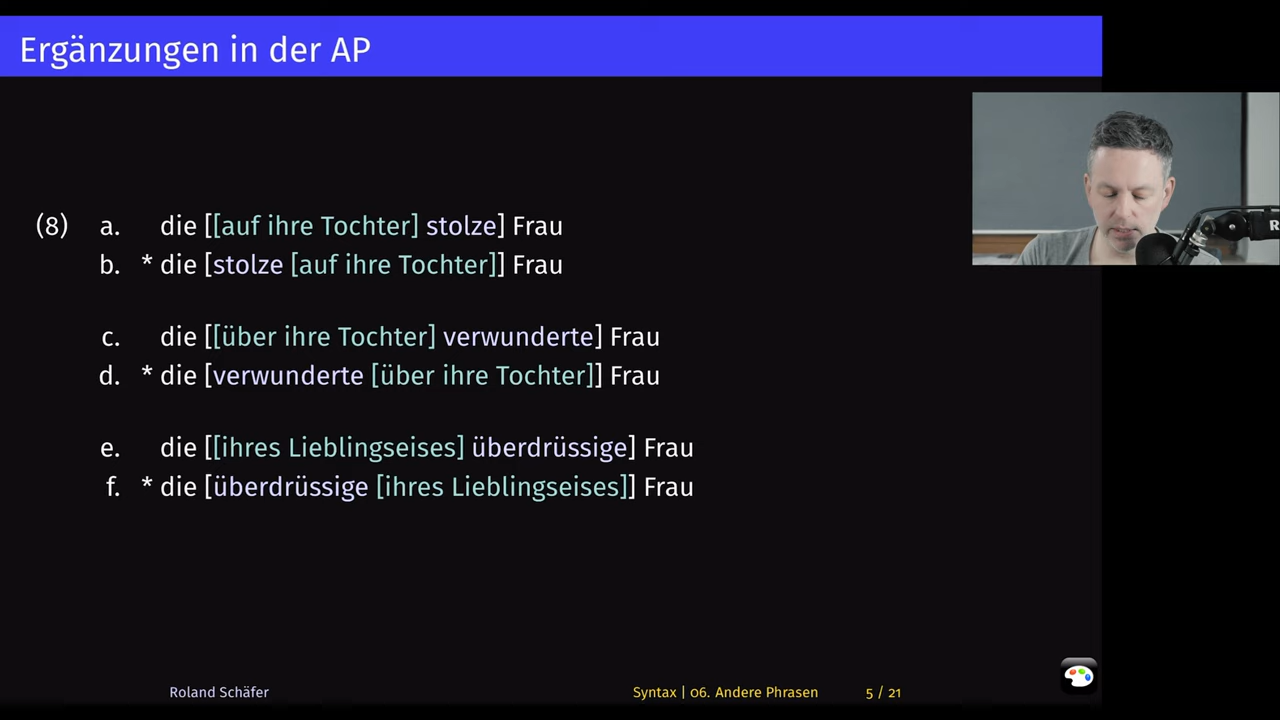 Ergänzungen in der AP
(8) a. die [[auf ihre Tochter] stolze] Frau
b. * die [stolze [auf ihre Tochter]] Frau
c. die [[über ihre Tochter] verwunderte] Frau
d. * die [verwunderte [über ihre Tochter]] Frau
e. die [[ihres Lieblingseises] überdrüssige] Frau
f. * die [überdrüssige [ihres Lieblingseises]] Frau
Roland Schäfer Syntax | 06. Andere Phrasen 5 / 21